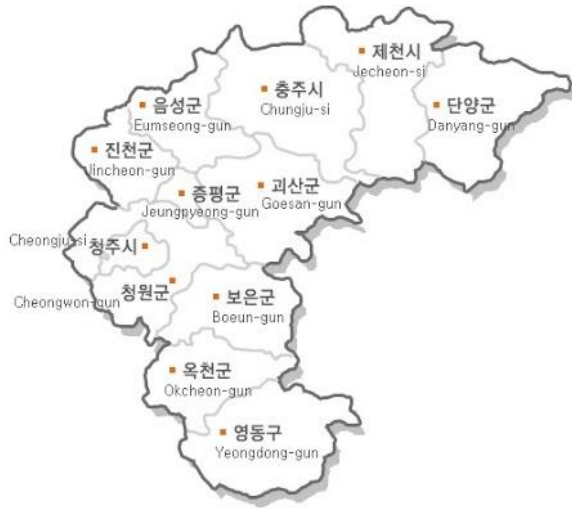 제천시
Jecheon-si
충주시
Chungju-si
음성군
Eumseong-gun
단양군
Danyang-gun
진천군
Jincheon-gun
증평군
Jeungpyeong-gun
괴산군
Goesan-gun
Cheongju-si
청주시
청원군
Cheongwon-gun
보은군
Boeun-gun
옥천군
Okcheon-gun
영동구
Yeongdong-gun